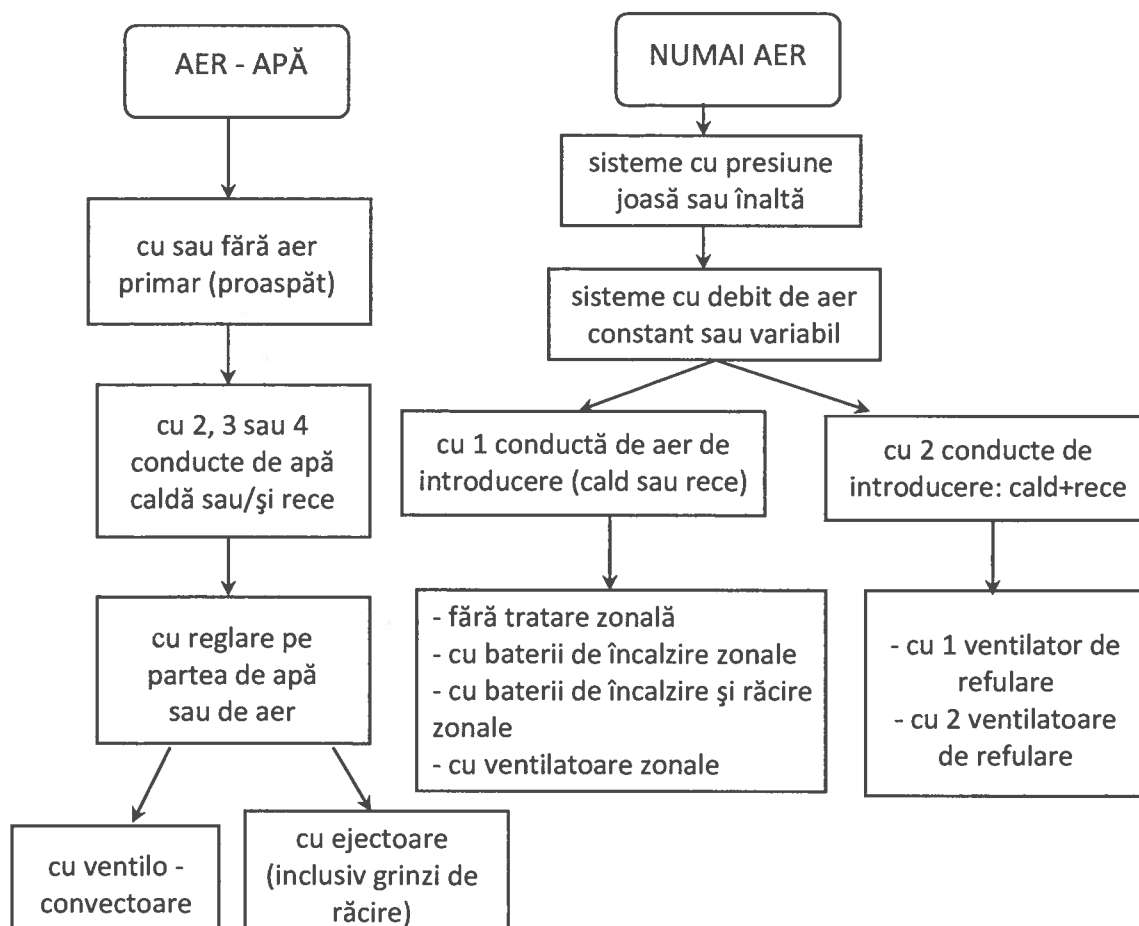 AER - APĂ
cu sau fără aer
primar (proaspăt)
cu 2, 3 sau 4
conducte de apă
caldă sau/şi rece
cu reglare pe
partea de apă
sau de aer
cu ventilo -
convectoare
cu ejectoare
(inclusiv grinzi de
răcire)
NUMAI AER
sisteme cu presiune
joasă sau înaltă
sisteme cu debit de aer
constant sau variabil
cu 1 conductă de aer de
introducere (cald sau rece)
- fără tratare zonală
- cu baterii de încalzire zonale
- cu baterii de încalzire şi răcire
zonale
- cu ventilatoare zonale
cu 2 conducte de
introducere: cald+rece
- cu 1 ventilator de
refulare
- cu 2 ventilatoare
de refulare